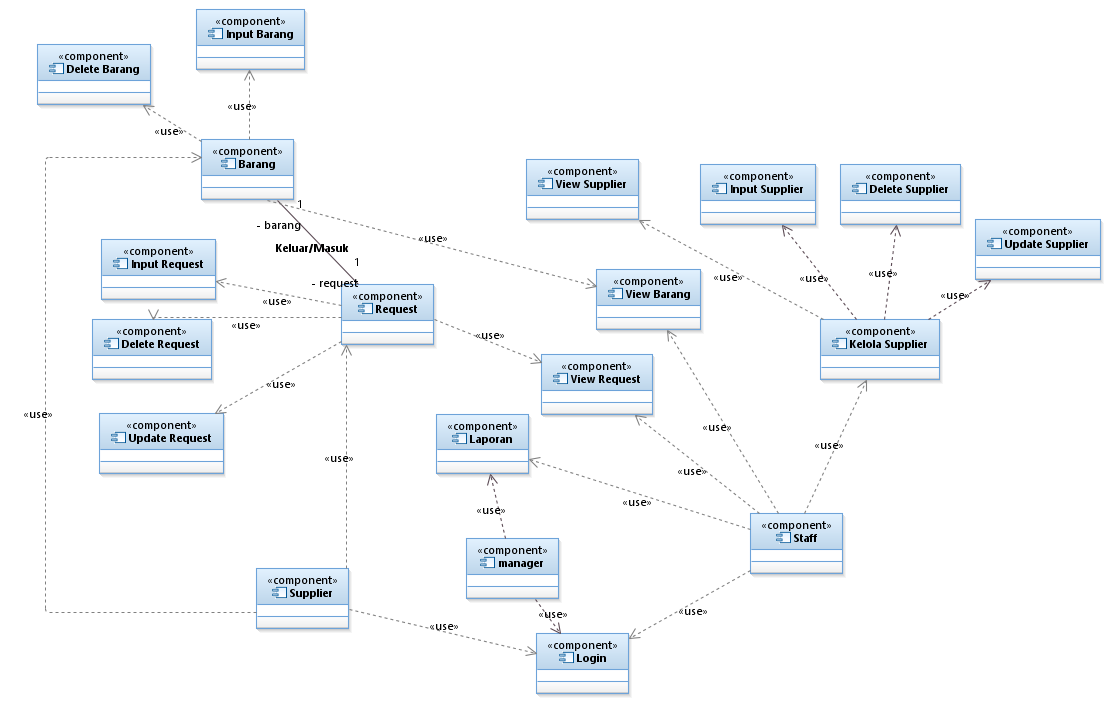 «component»
Input Barang
«component»
Delete Barang
«use»
«use»
«component»
Barang
«component»
View Supplier
«component»
Input Supplier
«component»
Delete Supplier
1
- barang
«use»
Keluar/Masuk
1
- request
«component»
Update Supplier
«component»
Input Request
«use»
«use»
«use»
«component»
View Barang
«use»
«component»
Request
«use»
«component»
Delete Request
«use»
«use»
«component»
Kelola Supplier
«component»
View Request
«use»
«use»
«component»
Update Request
«component»
Laporan
«use»
«use»
«use»
«use»
«use»
«use»
«component»
Staff
«component»
manager
«component»
Supplier
«use»
«use»
«use»
«component»
Login